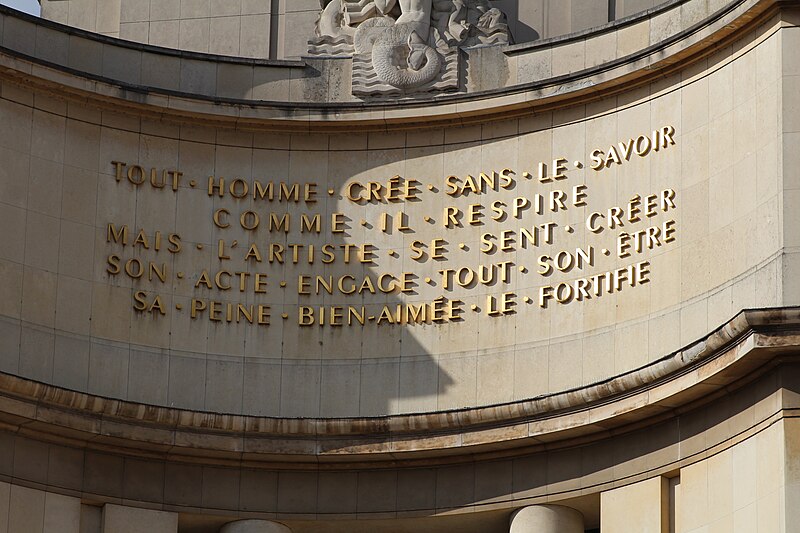 TOUT · HOMME · CRÉE · SANS · LE · SAVOIR
COMME · IL · RESPIRE
MAIS · L'ARTISTE · SE · SENT · CRÉER
SON · ACTE · ENGAGE · TOUT · SON · ÊTRE
SA · PEINE · BIEN-AIMÉE · LE · FORTIFIE